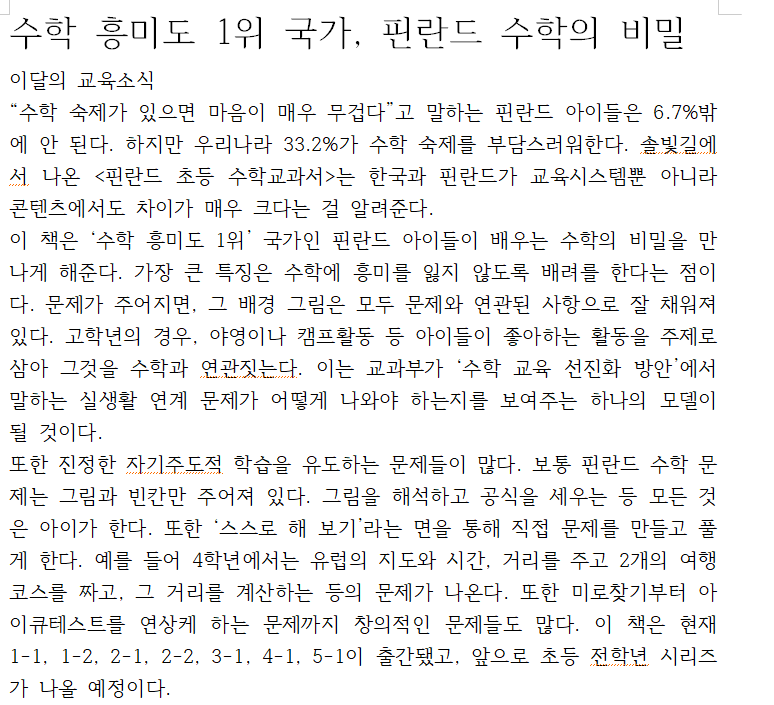 수학 흥미도 1위 국가, 핀란드 수학의 비밀
이달의 교육소식
“수학 숙제가 있으면 마음이 매우 무겁다”고 말하는 핀란드 아이들은 6.7%밖
에 안 된다. 하지만 우리나라 33.2%가 수학 숙제를 부담스러워한다. 솔빛길에
서 나온 <핀란드 초등 수학교과서>는 한국과 핀란드가 교육시스템뿐 아니라
콘텐츠에서도 차이가 매우 크다는 걸 알려준다.
이 책은 ‘수학 흥미도 1위’ 국가인 핀란드 아이들이 배우는 수학의 비밀을 만
나게 해준다. 가장 큰 특징은 수학에 흥미를 잃지 않도록 배려를 한다는 점이
다. 문제가 주어지면, 그 배경 그림은 모두 문제와 연관된 사항으로 잘 채워져
있다. 고학년의 경우, 야영이나 캠프활동 등 아이들이 좋아하는 활동을 주제로
삼아 그것을 수학과 연관짓는다. 이는 교과부가 ‘수학 교육 선진화 방안’에서
말하는 실생활 연계 문제가 어떻게 나와야 하는지를 보여주는 하나의 모델이
될 것이다.
또한 진정한 자기주도적 학습을 유도하는 문제들이 많다. 보통 핀란드 수학 문
제는 그림과 빈칸만 주어져 있다. 그림을 해석하고 공식을 세우는 등 모든 것
은 아이가 한다. 또한 ‘스스로 해 보기’라는 면을 통해 직접 문제를 만들고 풀
게 한다. 예를 들어 4학년에서는 유럽의 지도와 시간, 거리를 주고 2개의 여행
코스를 짜고, 그 거리를 계산하는 등의 문제가 나온다. 또한 미로찾기부터 아
이큐테스트를 연상케 하는 문제까지 창의적인 문제들도 많다. 이 책은 현재
1-1, 1-2, 2-1, 2-2, 3-1, 4-1, 5-1이 출간됐고, 앞으로 초등 전학년 시리즈
가 나올 예정이다.